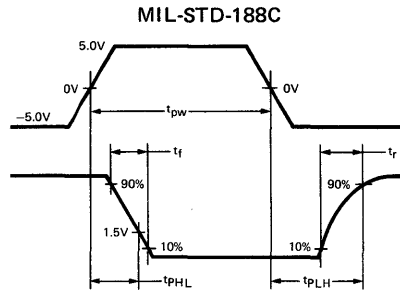 MIL-STD-188C
5.0V
0V
0V
tpw
−5.0V
tf
tr
90%
90%
1.5V
10%
10%
tPHL
tPLH